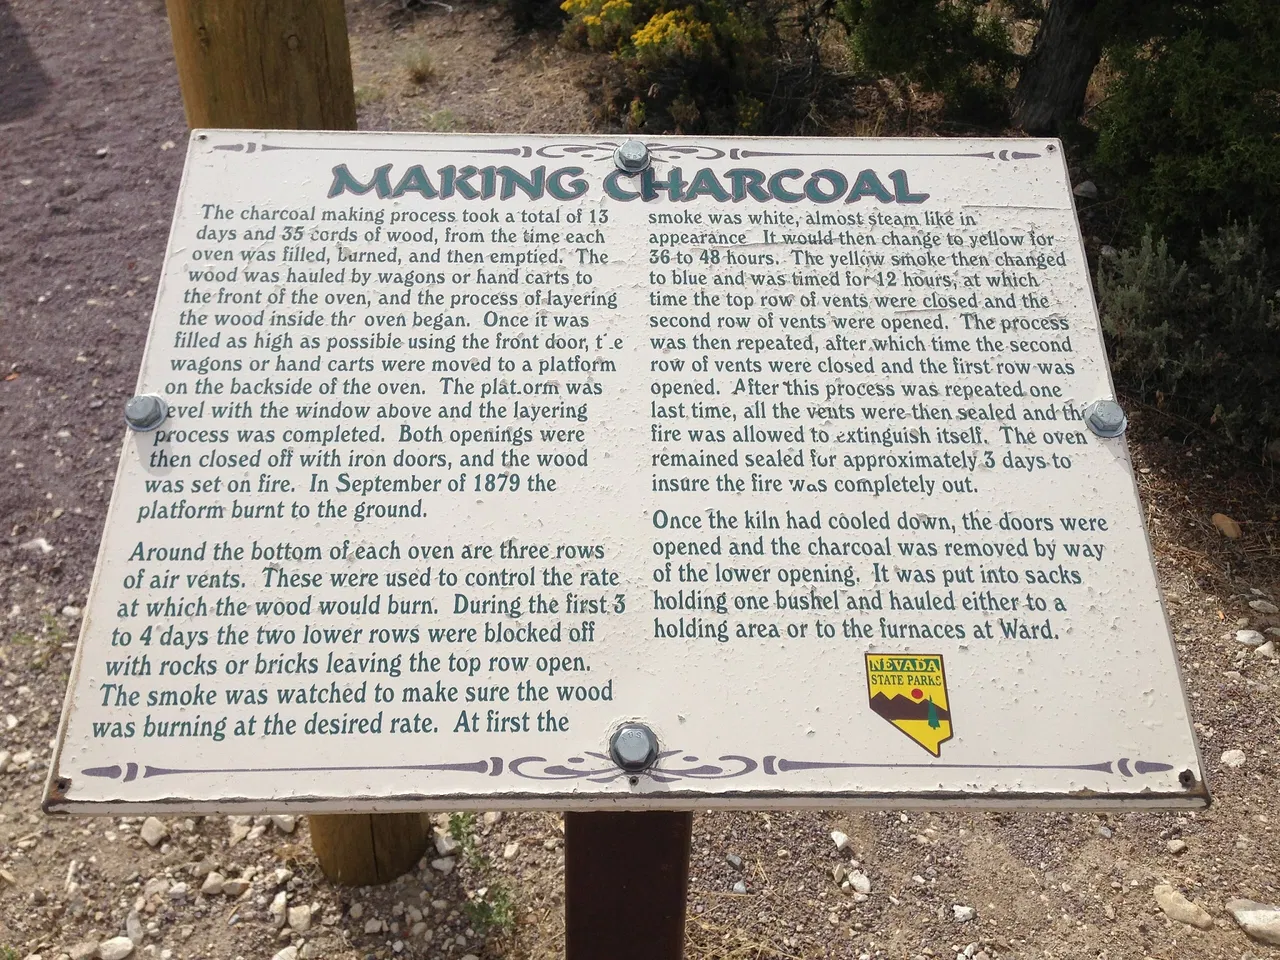 MAKING CHARCOAL
The charcoal making process took a total of 13
days and 35 cords of wood, from the time each
oven was filled, burned, and then emptied. The
wood was hauled by wagons or hand carts to
the front of the oven, and the process of layering
the wood inside the oven began. Once it was
filled as high as possible using the front door, the
wagons or hand carts were moved to a platform
on the backside of the oven. The platform was
level with the window above and the layering
process was completed. Both openings were
then closed off with iron doors, and the wood
was set on fire. In September of 1879 the
platform burnt to the ground.
Around the bottom of each oven are three rows
of air vents. These were used to control the rate
at which the wood would burn. During the first 3
to 4 days the two lower rows were blocked off
with rocks or bricks leaving the top row open.
The smoke was watched to make sure the wood
was burning at the desired rate. At first the
smoke was white, almost steam like in
appearance. It would then change to yellow for
36 to 48 hours. The yellow smoke then changed
to blue and was timed for 12 hours, at which
time the top row of vents were closed and the
second row of vents were opened. The process
was then repeated, after which time the second
row of vents were closed and the first row was
opened. After this process was repeated one
last time, all the vents were then sealed and the
fire was allowed to extinguish itself. The oven
remained sealed for approximately 3 days to
insure the fire was completely out.
Once the kiln had cooled down, the doors were
opened and the charcoal was removed by way
of the lower opening. It was put into sacks
holding one bushel and hauled either to a
holding area or to the furnaces at Ward.
NEVADA
STATE PARKS